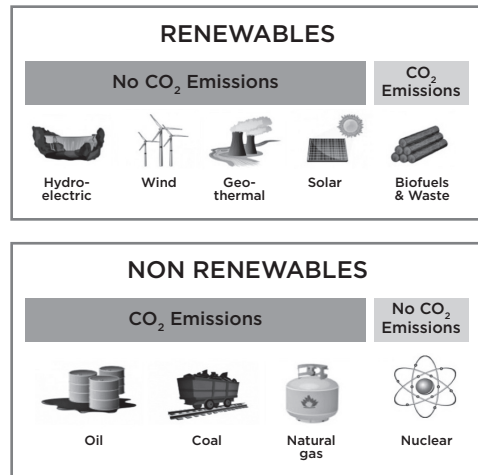 RENEWABLES
No CO₂ Emissions
CO₂
Emissions
Hydro-
electric
Wind
Geo-
thermal
Solar
Biofuels
& Waste
NON RENEWABLES
CO₂ Emissions
No CO₂
Emissions
Oil
Coal
Natural
gas
Nuclear